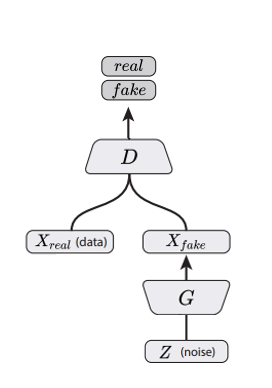 real
fake
D
X_real (data) X_fake
G
Z (noise)